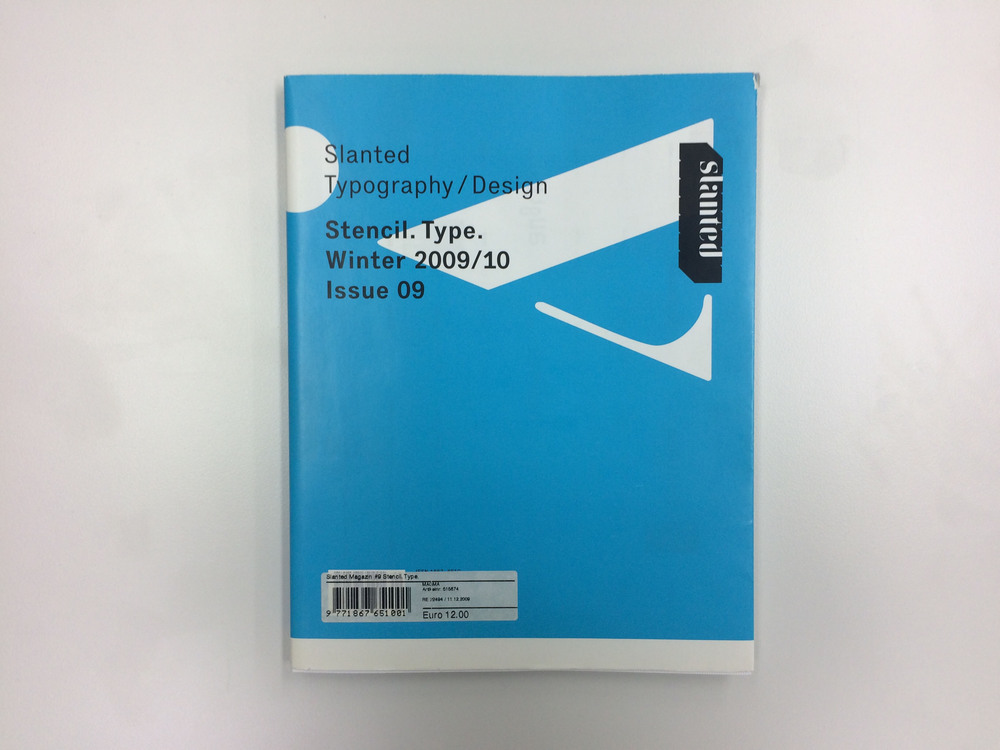 Slanted
Typography / Design
Stencil. Type.
Winter 2009/10
Issue 09
slanted
Slanted Magazin #9 Stencil. Type.
9 771867 651001
Euro 12.00